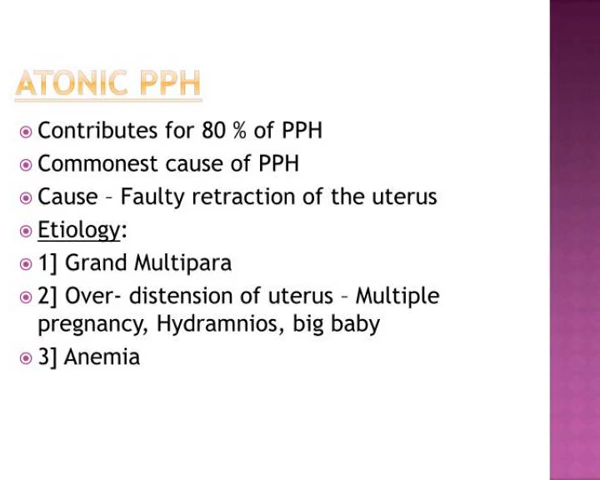 ATONIC PPH
Contributes for 80 % of PPH
Commonest cause of PPH
Cause – Faulty retraction of the uterus
Etiology:
1] Grand Multipara
2] Over- distension of uterus – Multiple
pregnancy, Hydramnios, big baby
3] Anemia